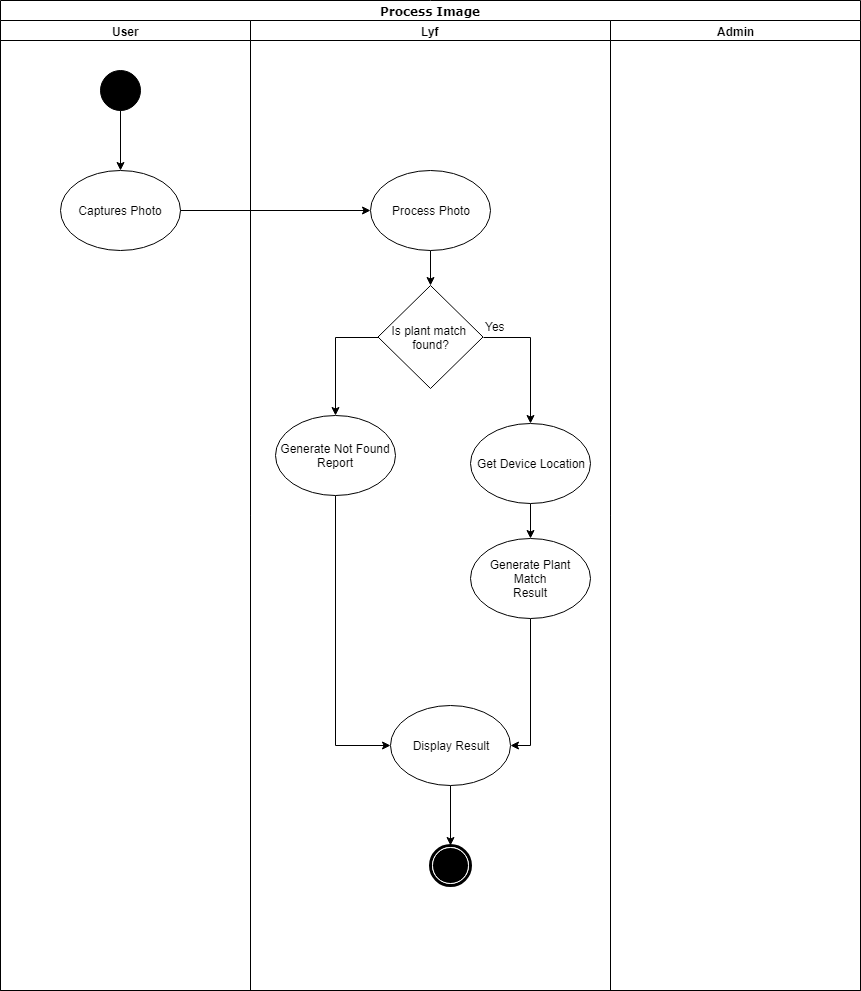 Process Image
User
Lyf
Admin
Captures Photo
Process Photo
Is plant match
found?
Yes
Generate Not Found
Report
Get Device Location
Generate Plant
Match
Result
Display Result